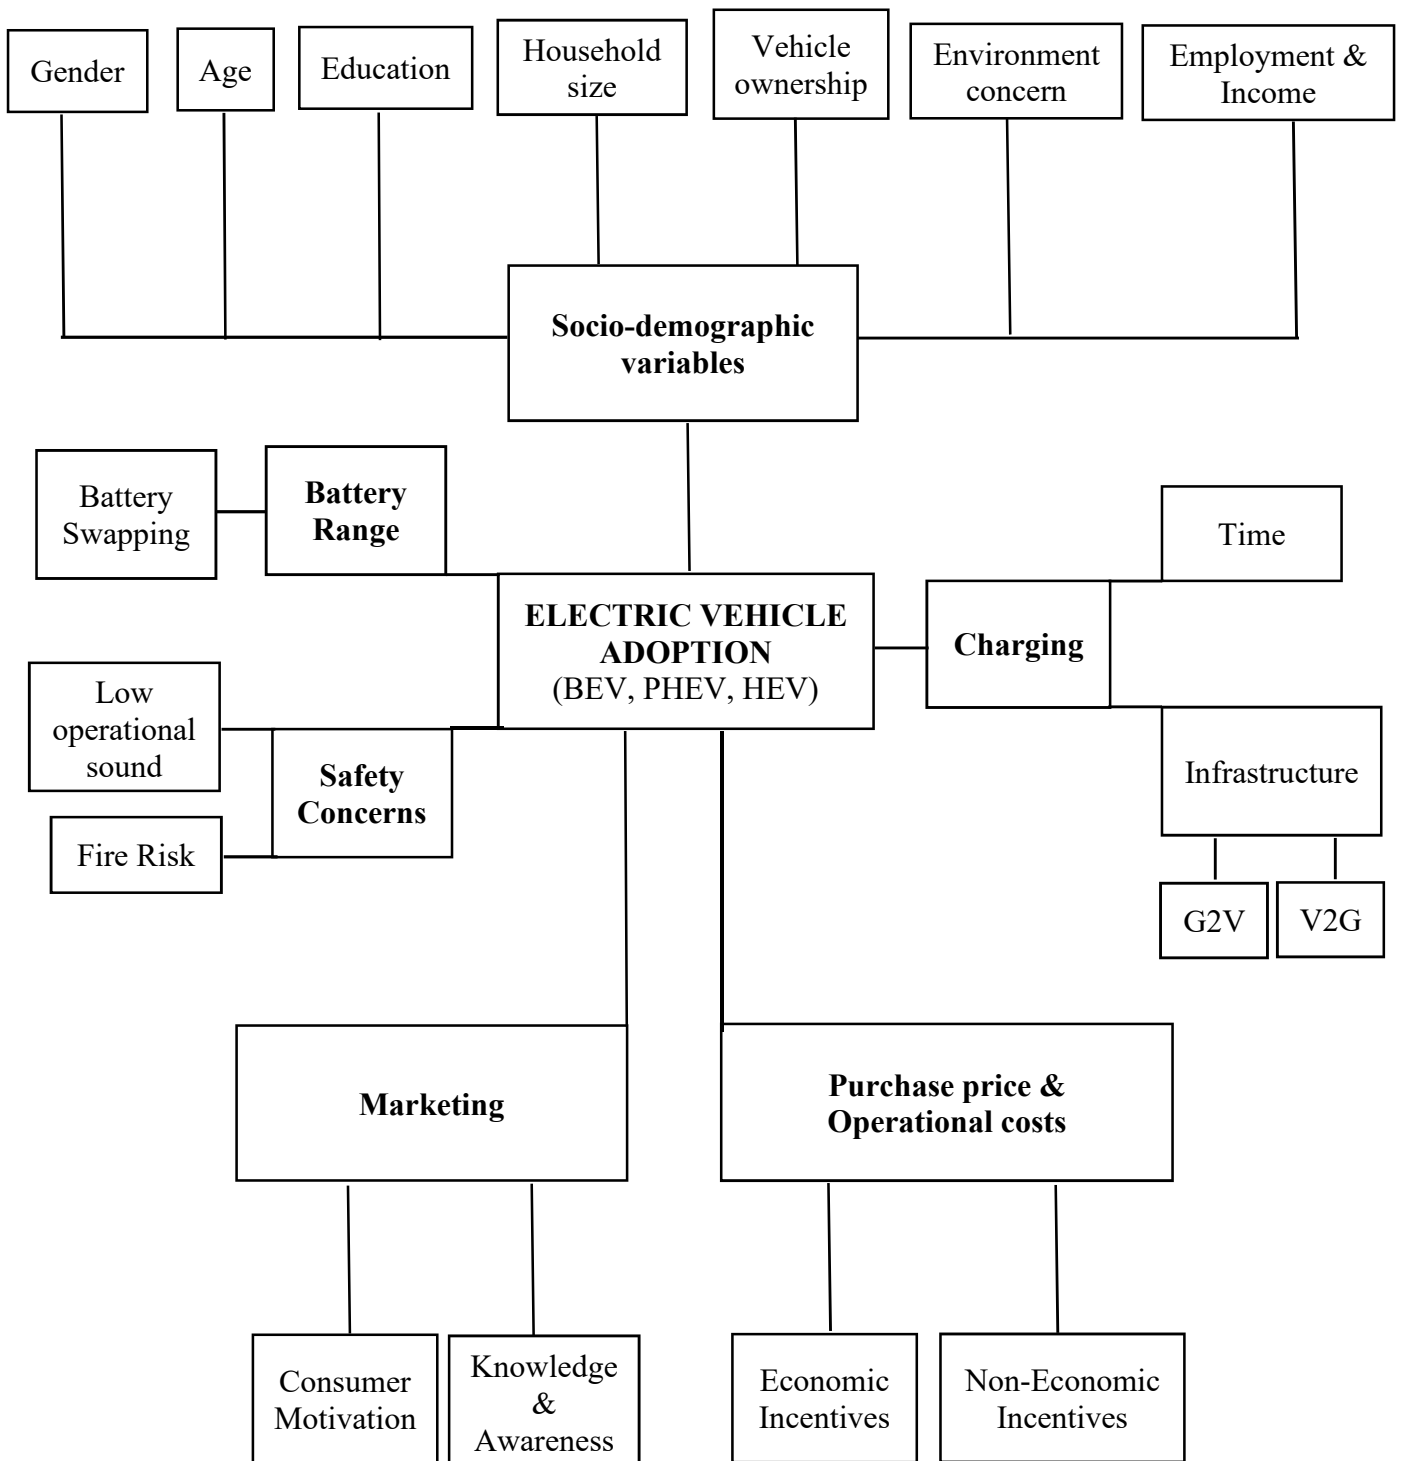 Gender
Age
Education
Household
size
Vehicle
ownership
Environment
concern
Employment &
Income
Socio-demographic
variables
Battery
Swapping
Battery
Range
Time
ELECTRIC VEHICLE
ADOPTION
(BEV, PHEV, HEV)
Charging
Low
operational
sound
Safety
Concerns
Infrastructure
Fire Risk
G2V
V2G
Marketing
Purchase price &
Operational costs
Consumer
Motivation
Knowledge
&
Awareness
Economic
Incentives
Non-Economic
Incentives